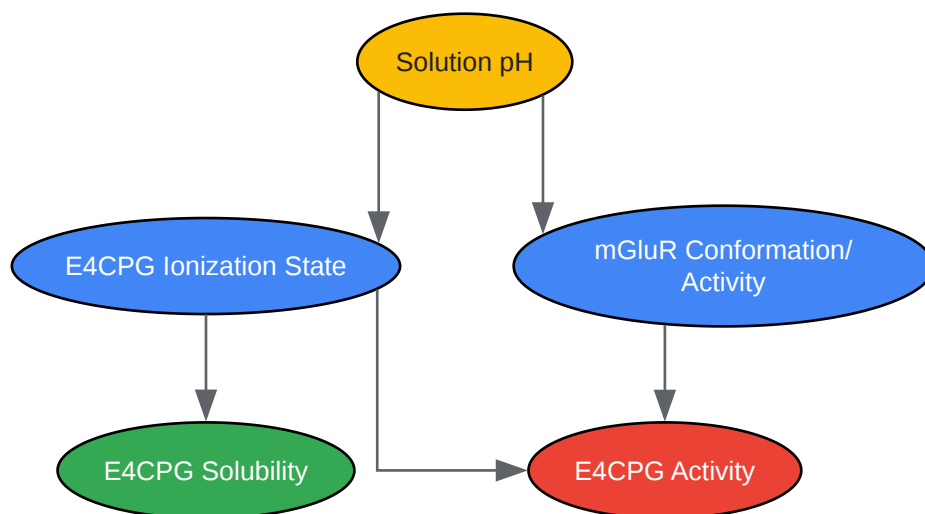 Solution pH
E4CPG Ionization State
mGluR Conformation/
Activity
E4CPG Solubility
E4CPG Activity